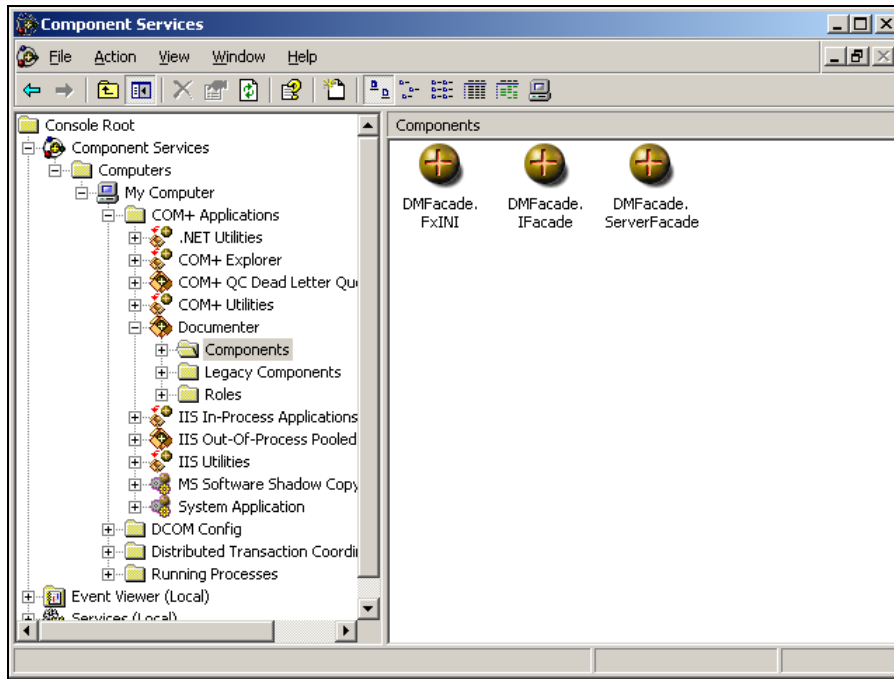 Component Services
File Action View Window Help
Console Root
Component Services
Computers
My Computer
COM+ Applications
.NET Utilities
COM+ Explorer
COM+ QC Dead Letter Qu
COM+ Utilities
Documenter
Components
Legacy Components
Roles
IIS In-Process Applications
IIS Out-Of-Process Pooled
IIS Utilities
MS Software Shadow Copy
System Application
DCOM Config
Distributed Transaction Coordi
Running Processes
Event Viewer (Local)
Services (Local)
Components
DMFacade. DMFacade. DMFacade.
FxINI IFacade ServerFacade